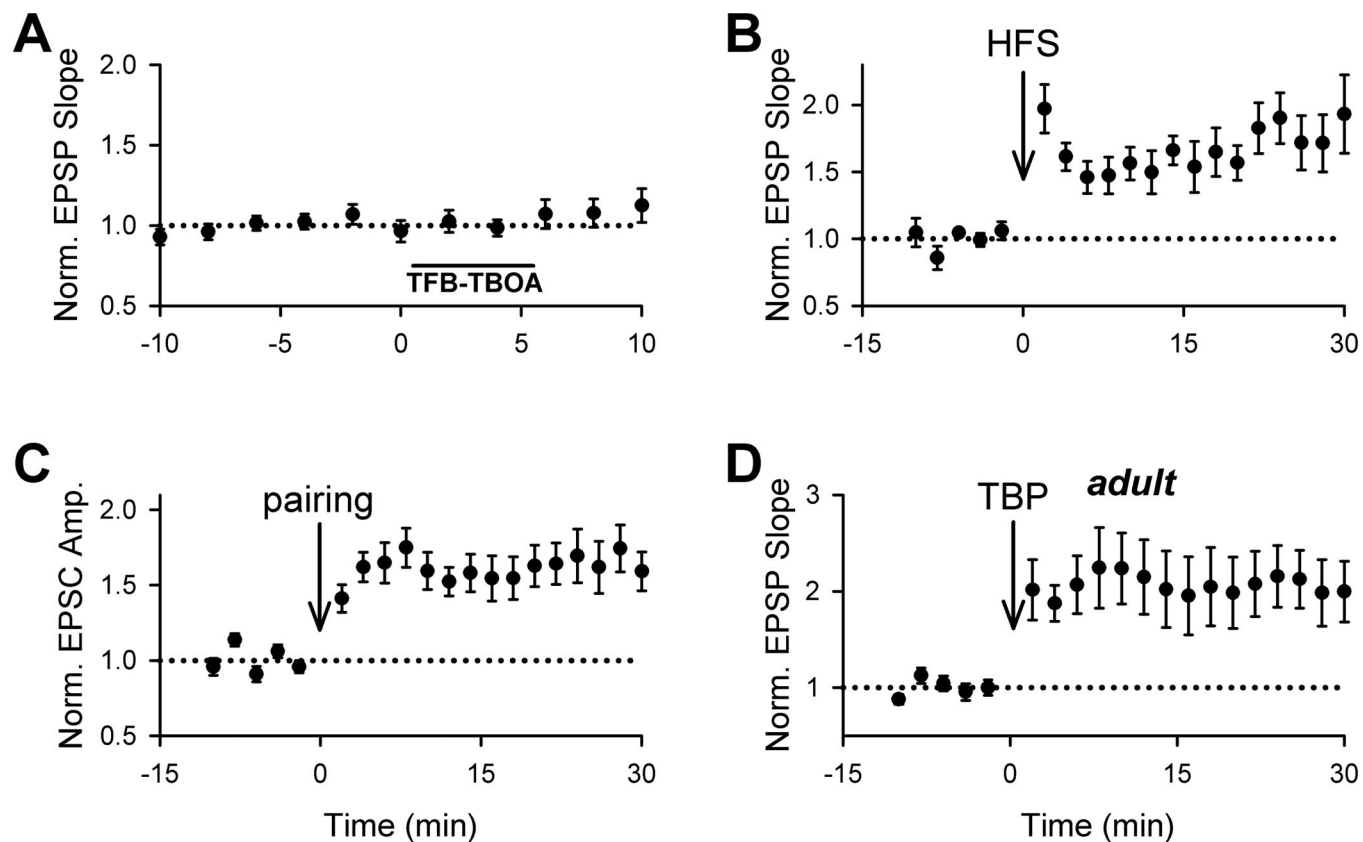 A
Norm. EPSP Slope
2.0
1.5
1.0
0.5
TFB-TBOA
-10
-5
0
5
10
B
HFS
Norm. EPSP Slope
2.0
1.5
1.0
0.5
-15
0
15
30
C
pairing
Norm. EPSC Amp.
2.0
1.5
1.0
0.5
-15
0
15
30
Time (min)
D
TBP
adult
Norm. EPSP Slope
3
2
1
-15
0
15
30
Time (min)